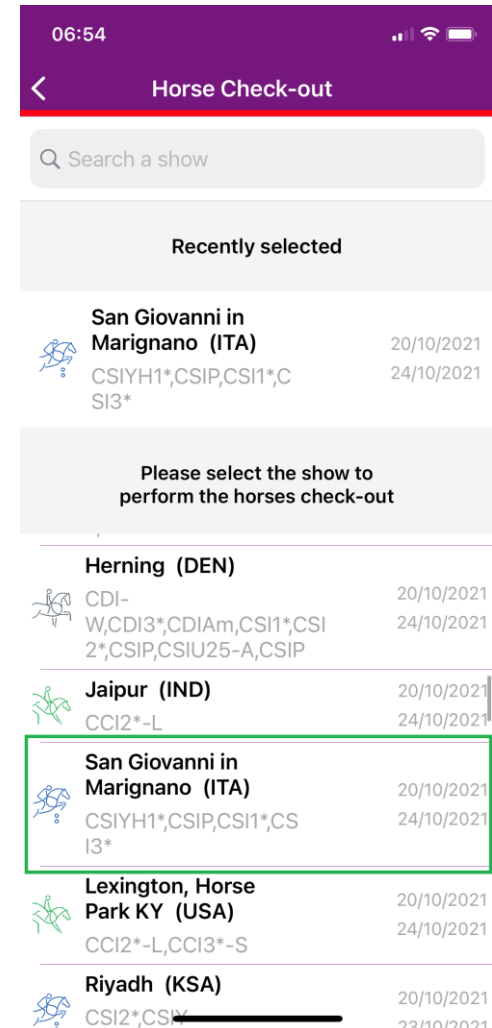 06:54
Horse Check-out
Search a show
Recently selected
San Giovanni in
Marignano (ITA)
20/10/2021
CSIYH1*,CSIP,CSI1*,C
24/10/2021
SI3*
Please select the show to
perform the horses check-out
Herning (DEN)
CDI-
20/10/2021
W,CDI3*,CDIAm,CSI1*,CSI
24/10/2021
2*,CSIP,CSIU25-A,CSIP
Jaipur (IND)
20/10/2021
CCI2*-L
24/10/2021
San Giovanni in
Marignano (ITA)
20/10/2021
CSIYH1*,CSIP,CSI1*,CS
24/10/2021
I3*
Lexington, Horse
Park KY (USA)
20/10/2021
CCI2*-L,CCI3*-S
24/10/2021
Riyadh (KSA)
20/10/2021
CSI2*,CSIY
23/10/2021